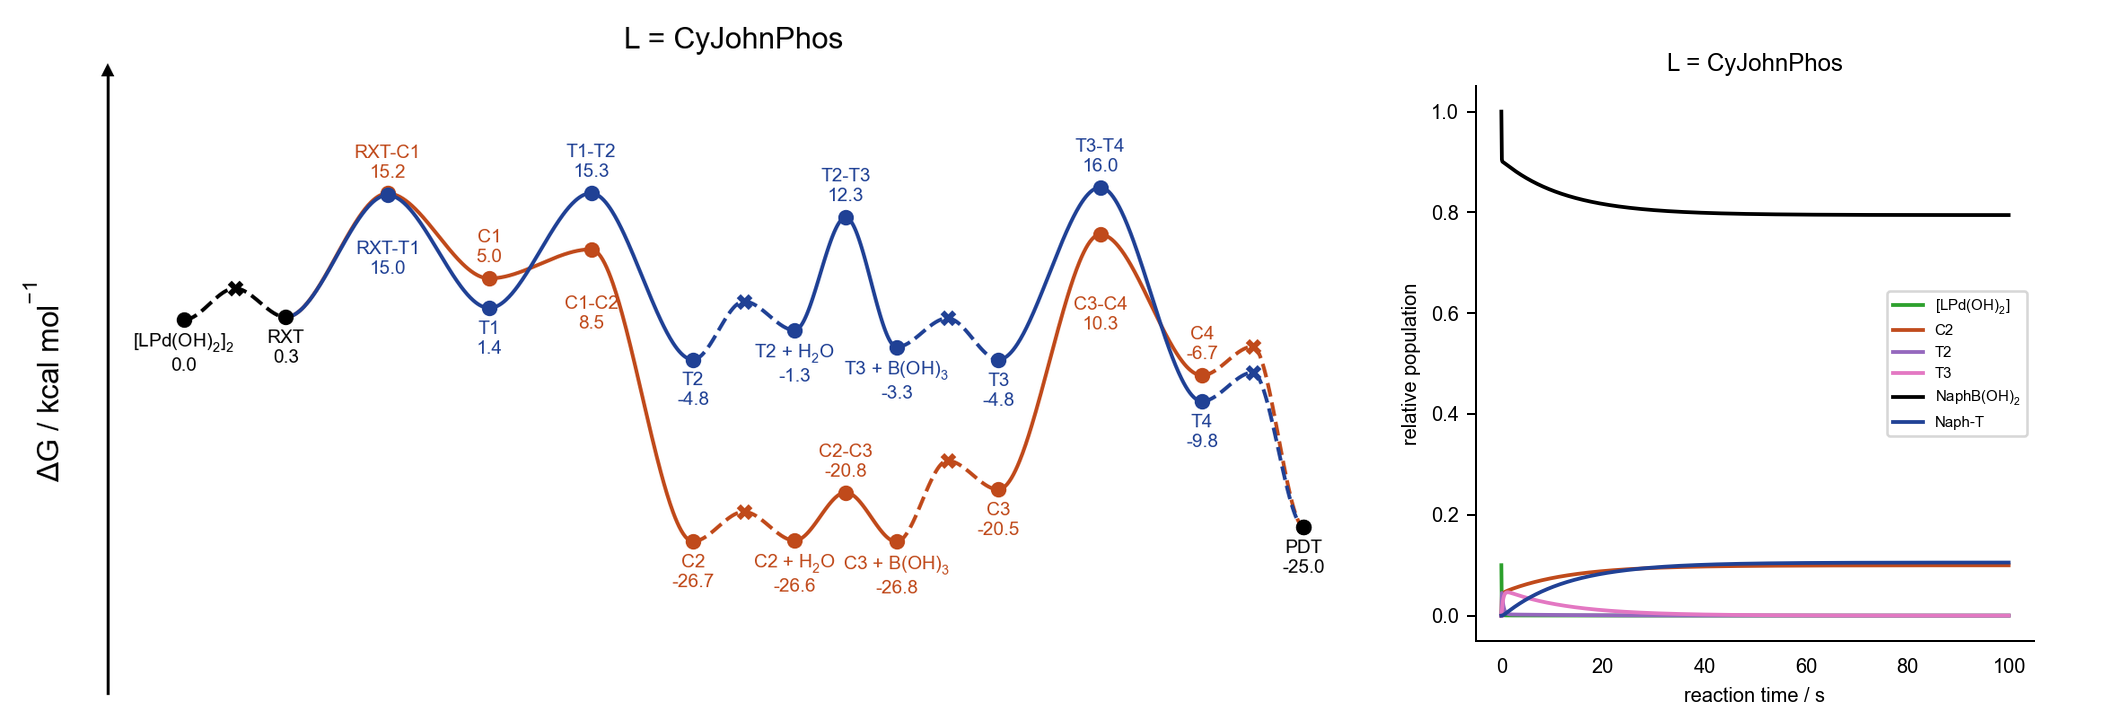 L = CyJohnPhos
ΔG / kcal mol⁻¹
[LPd(OH)₂]₂
0.0
RXT
0.3
RXT-C1
15.2
RXT-T1
15.0
C1
5.0
T1
1.4
T1-T2
15.3
C1-C2
8.5
T2
-4.8
C2
-26.7
T2 + H₂O
-1.3
C2 + H₂O
-26.6
T2-T3
12.3
C2-C3
-20.8
T3 + B(OH)₃
-3.3
C3 + B(OH)₃
-26.8
T3
-4.8
C3
-20.5
T3-T4
16.0
C3-C4
10.3
C4
-6.7
T4
-9.8
PDT
-25.0
L = CyJohnPhos
relative population
1.0
0.8
0.6
0.4
0.2
0.0
[LPd(OH)₂]
C2
T2
T3
NaphB(OH)₂
Naph-T
0 20 40 60 80 100
reaction time / s